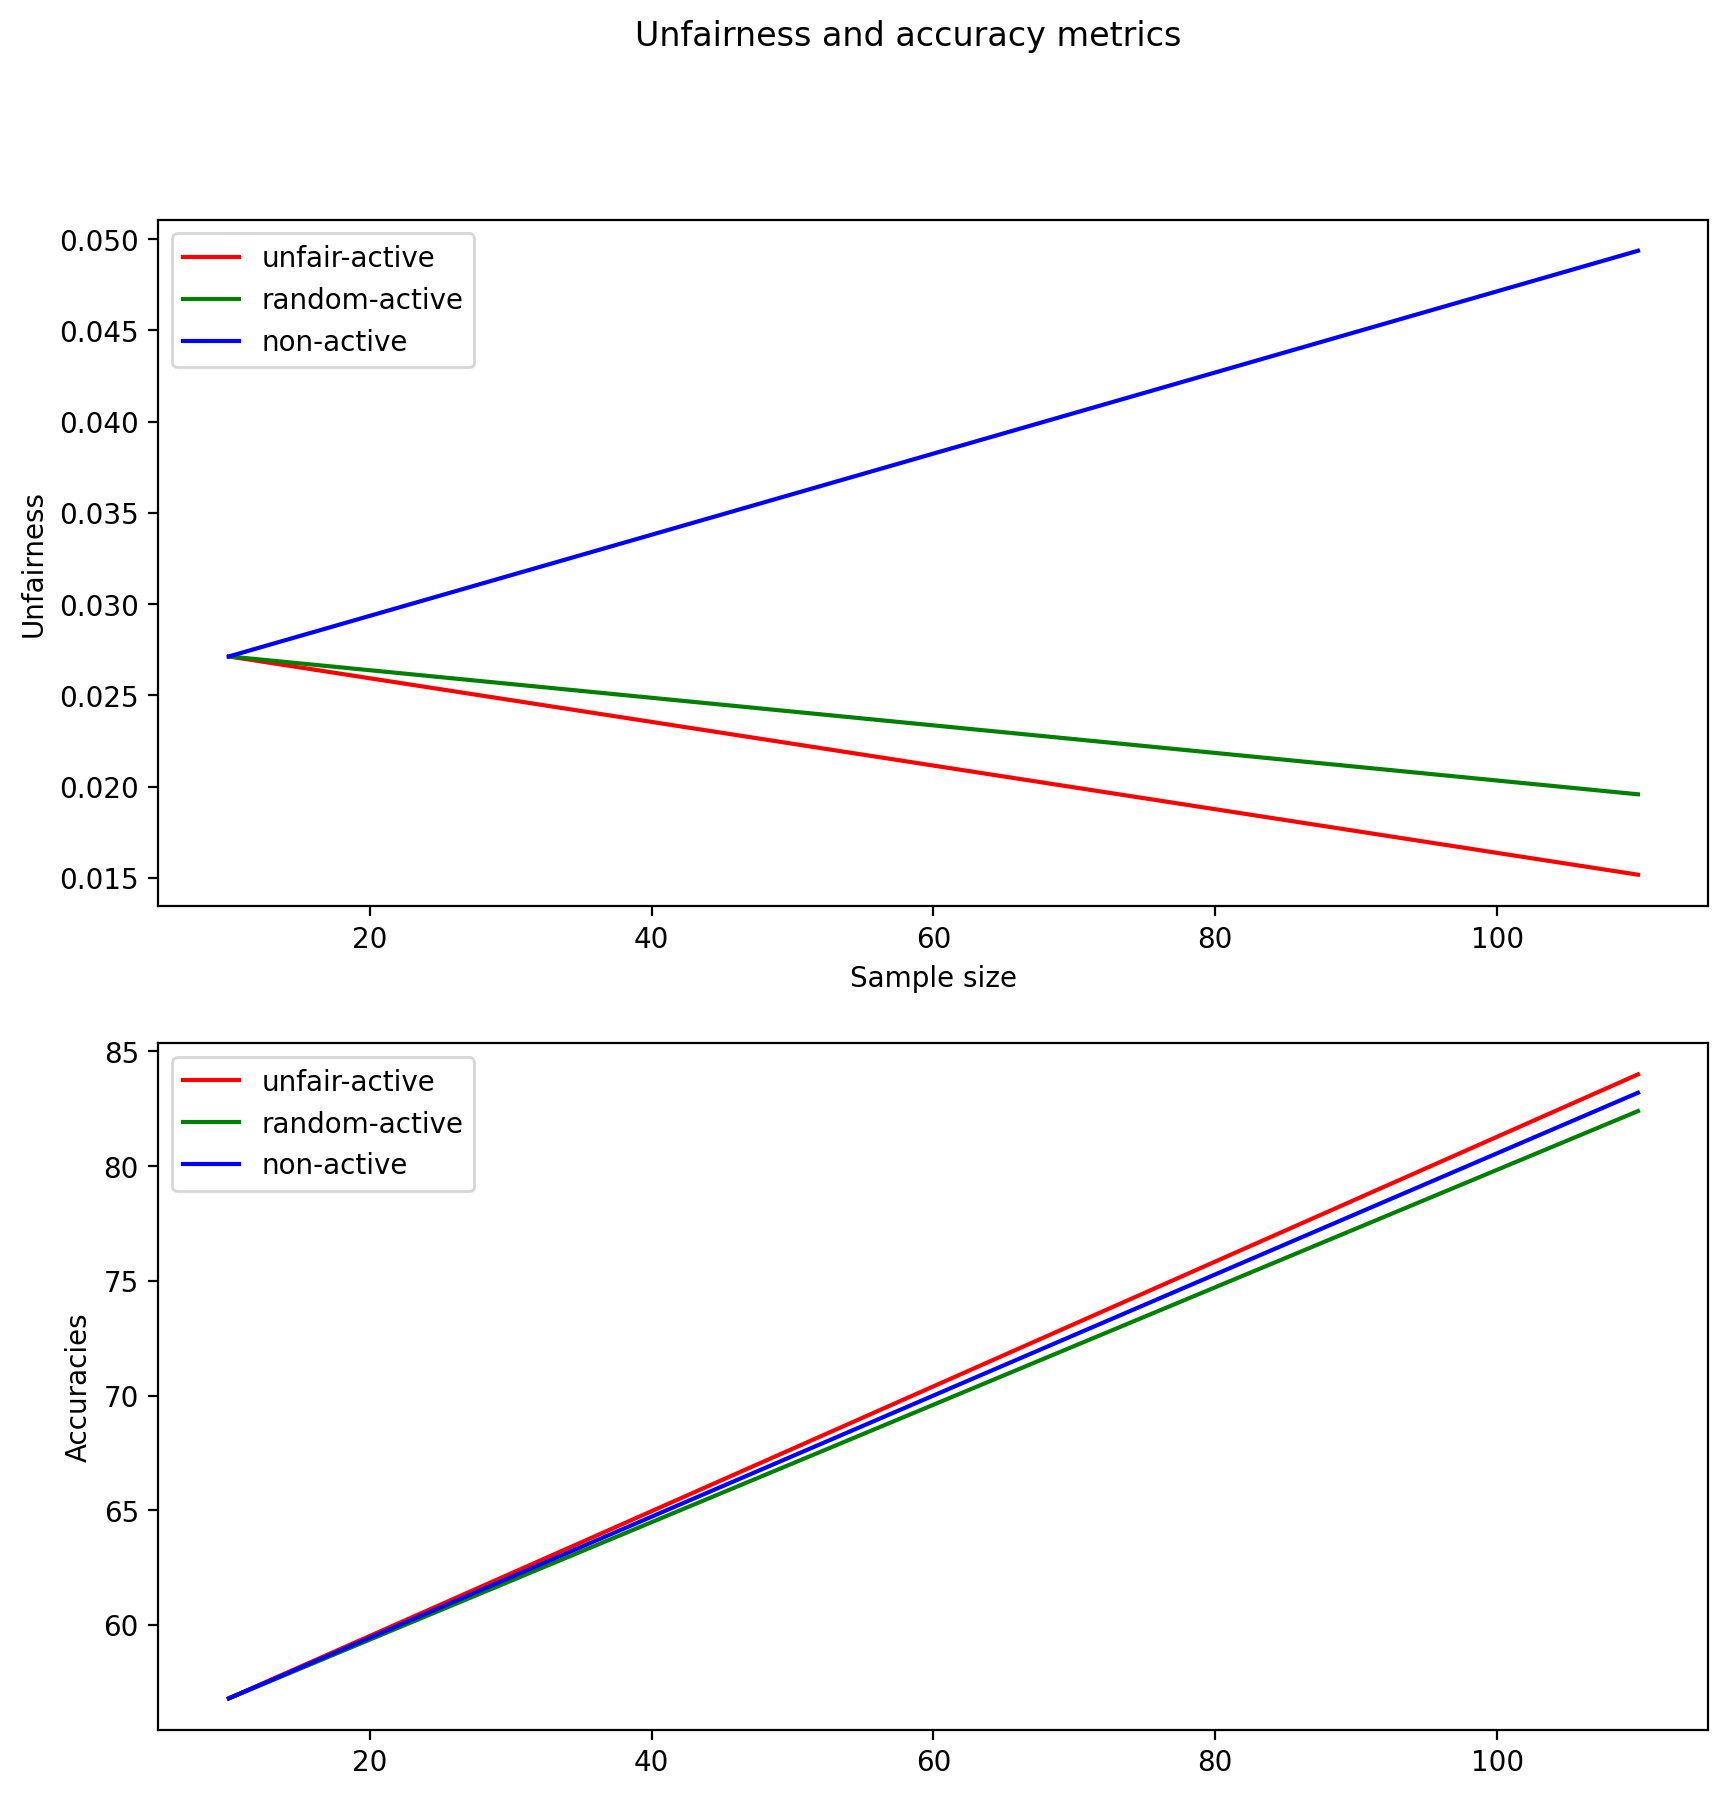 Unfairness and accuracy metrics
0.050
0.045
0.040
0.035
0.030
0.025
0.020
0.015
Unfairness
unfair-active
random-active
non-active
20 40 60 80 100
Sample size
85
80
75
70
65
60
Accuracies
unfair-active
random-active
non-active
20 40 60 80 100